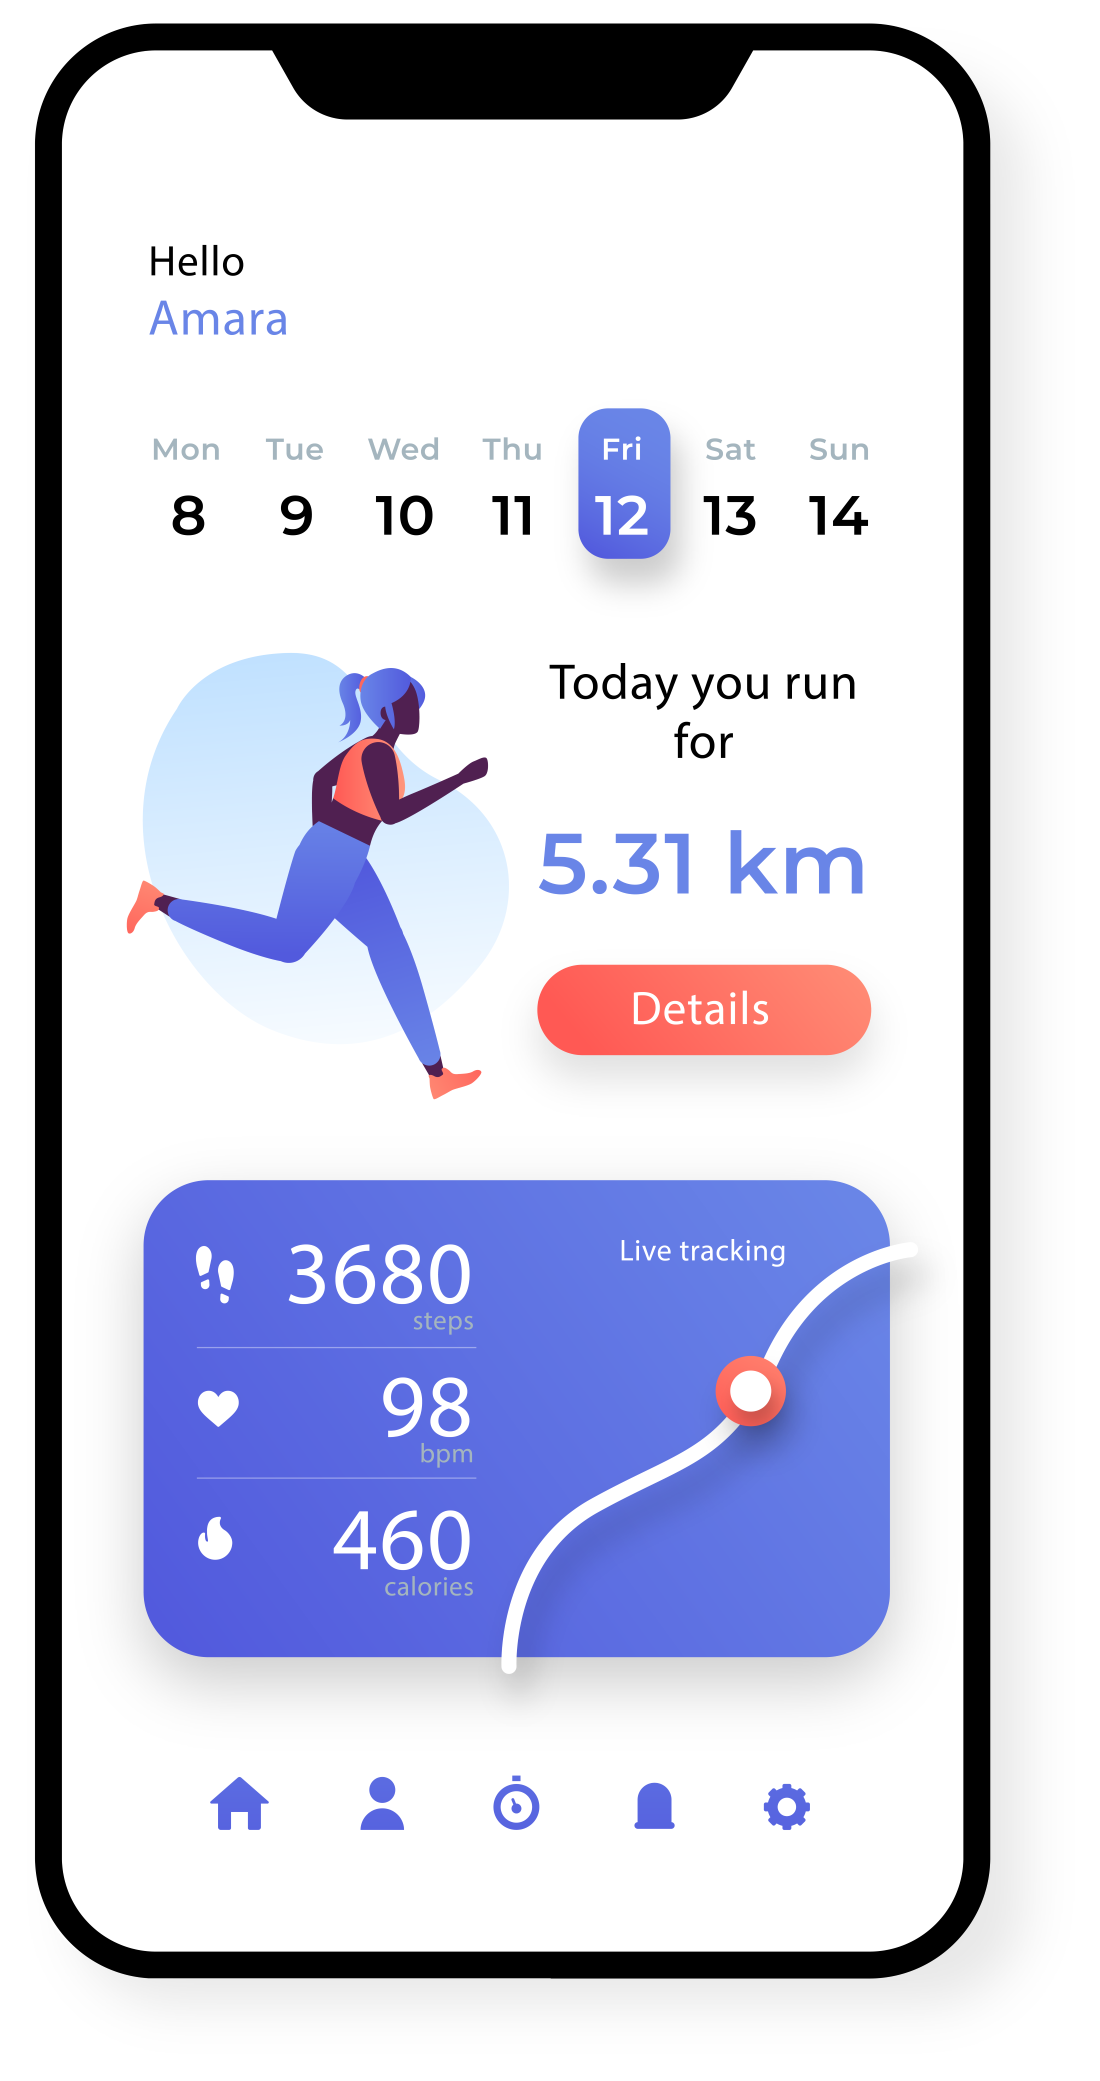 Hello
Amara
Mon Tue Wed Thu Fri Sat Sun
8 9 10 11 12 13 14
Today you run
for
5.31 km
Details
Live tracking
3680
steps
98
bpm
460
calories